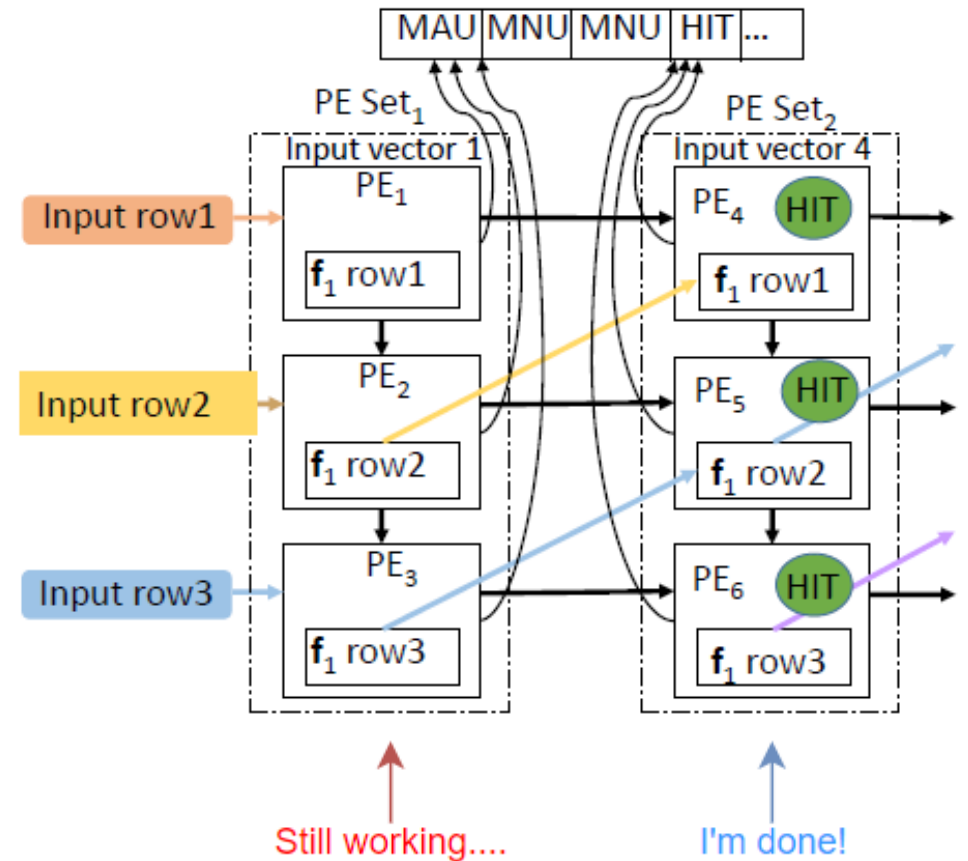 MAU MNU MNU HIT ...
PE Set1 PE Set2
Input vector 1 Input vector 4
PE1 PE4 HIT
Input row1
f1 row1 f1 row1
PE2 PE5 HIT
Input row2
f1 row2 f1 row2
PE3 PE6 HIT
Input row3
f1 row3 f1 row3
Still working.... I'm done!